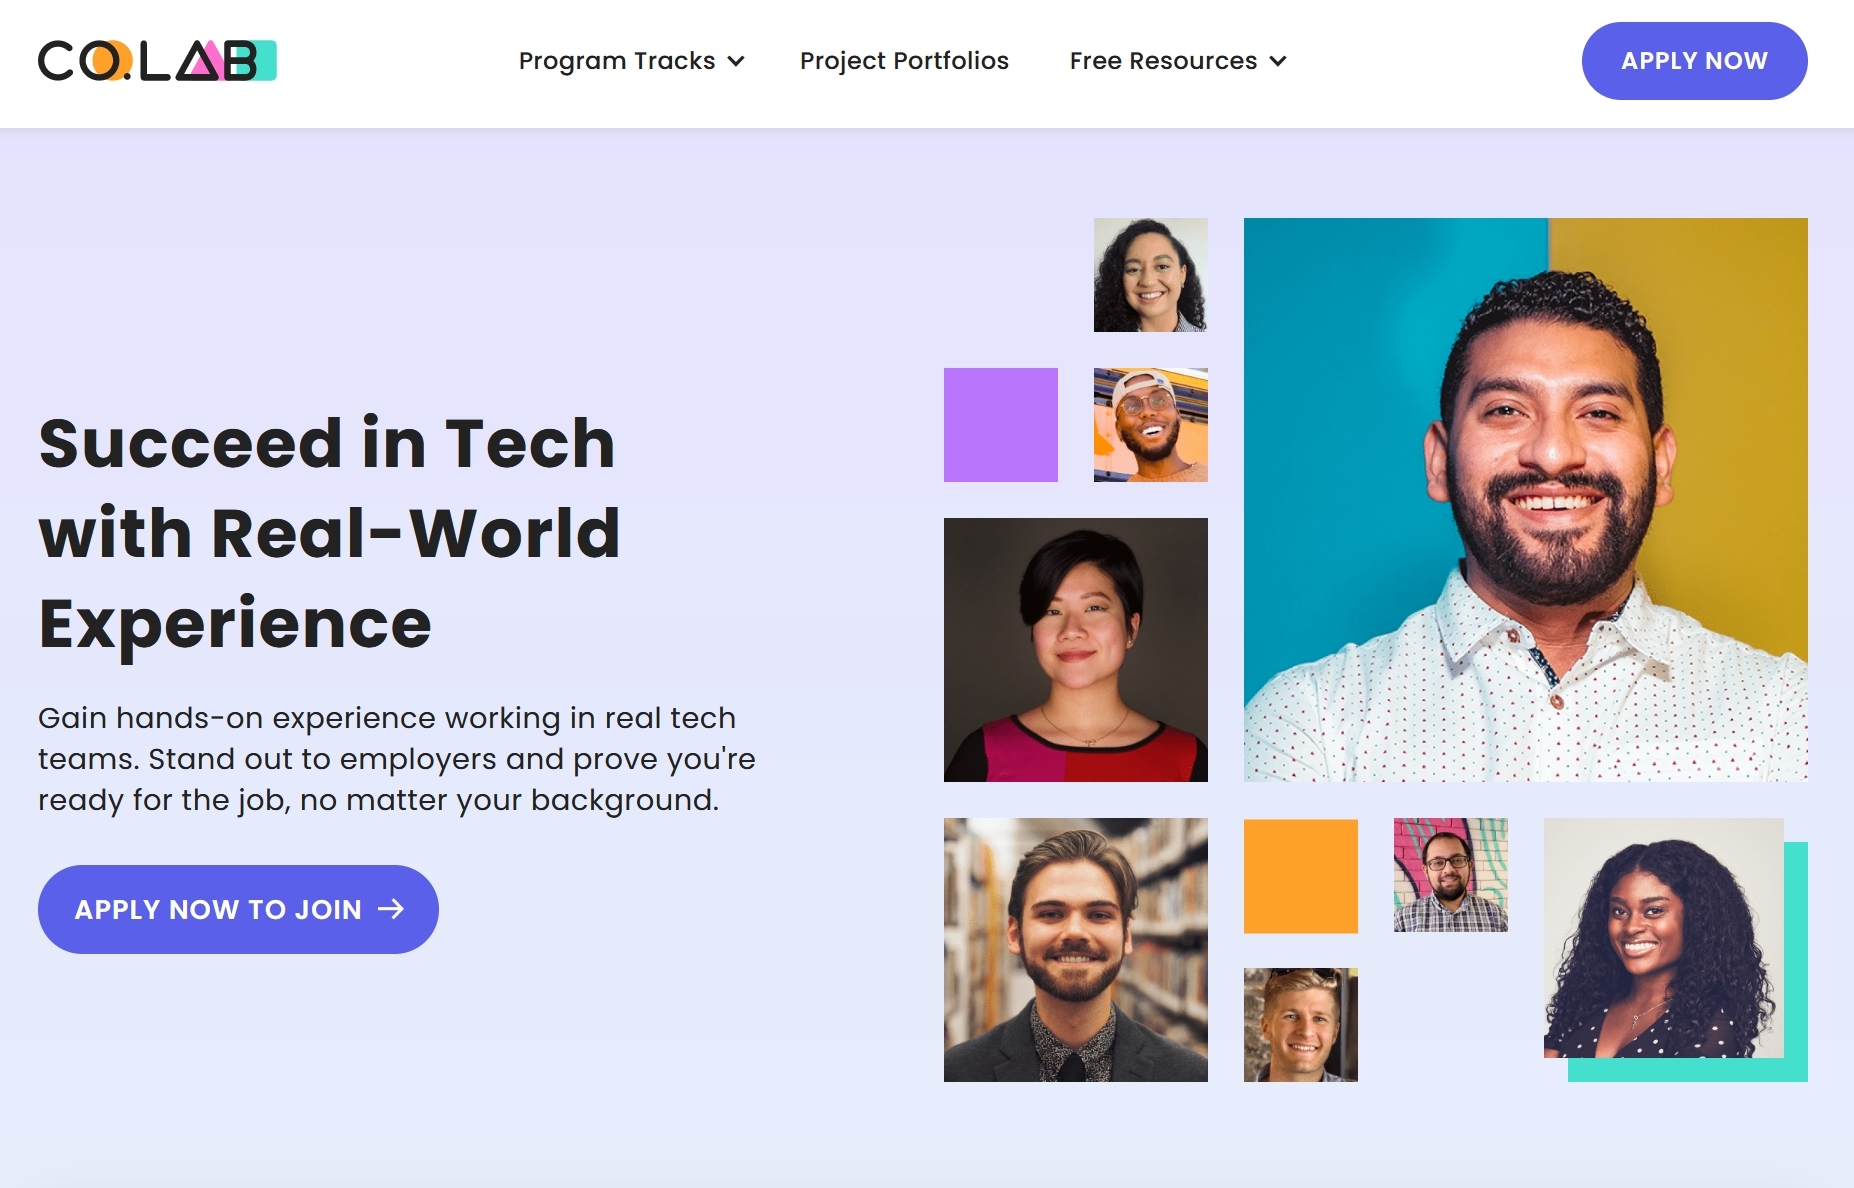 CO.LAB
Program Tracks
Project Portfolios
Free Resources
APPLY NOW
Succeed in Tech
with Real-World
Experience
Gain hands-on experience working in real tech
teams. Stand out to employers and prove you're
ready for the job, no matter your background.
APPLY NOW TO JOIN →